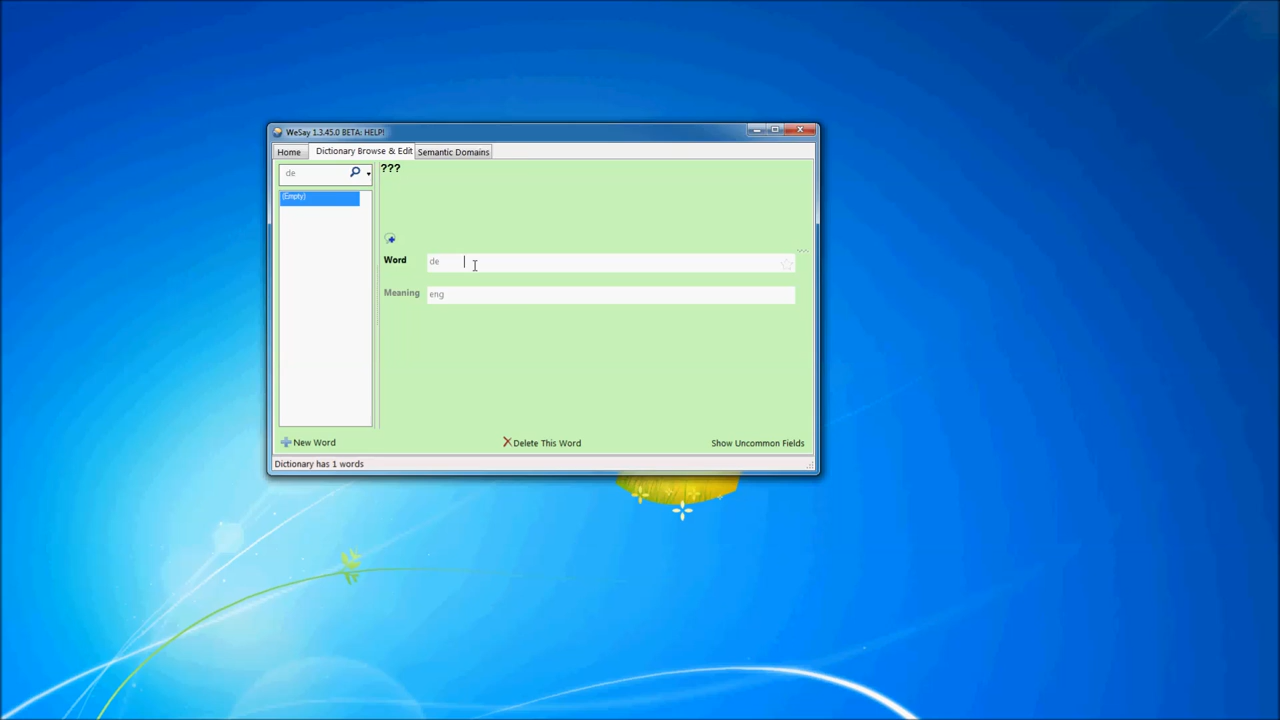 WeSay 1.3.45.0 BETA: HELP!
Home Dictionary Browse & Edit Semantic Domains
de ???
(Empty)
Word de
Meaning eng
New Word Delete This Word Show Uncommon Fields
Dictionary has 1 words